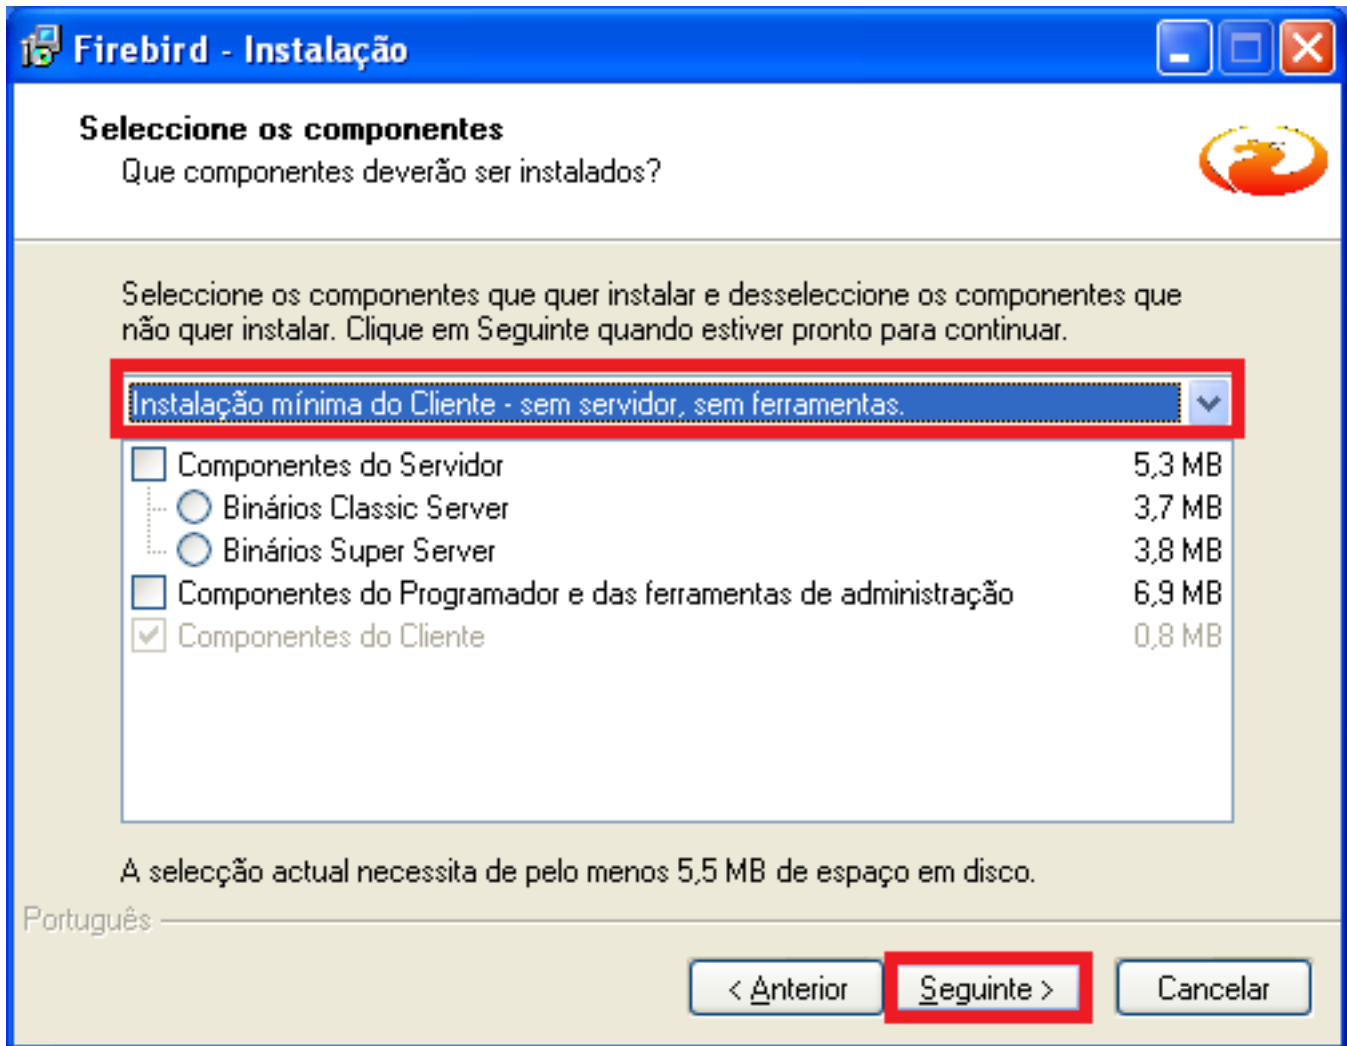 Firebird - Instalação
Seleccione os componentes
Que componentes deverão ser instalados?
Seleccione os componentes que quer instalar e desseleccione os componentes que
não quer instalar. Clique em Seguinte quando estiver pronto para continuar.
Instalação mínima do Cliente - sem servidor, sem ferramentas.
Componentes do Servidor 5,3 MB
Binários Classic Server 3,7 MB
Binários Super Server 3,8 MB
Componentes do Programador e das ferramentas de administração 6,9 MB
Componentes do Cliente 0,8 MB
A selecção actual necessita de pelo menos 5,5 MB de espaço em disco.
Português
< Anterior Seguinte > Cancelar